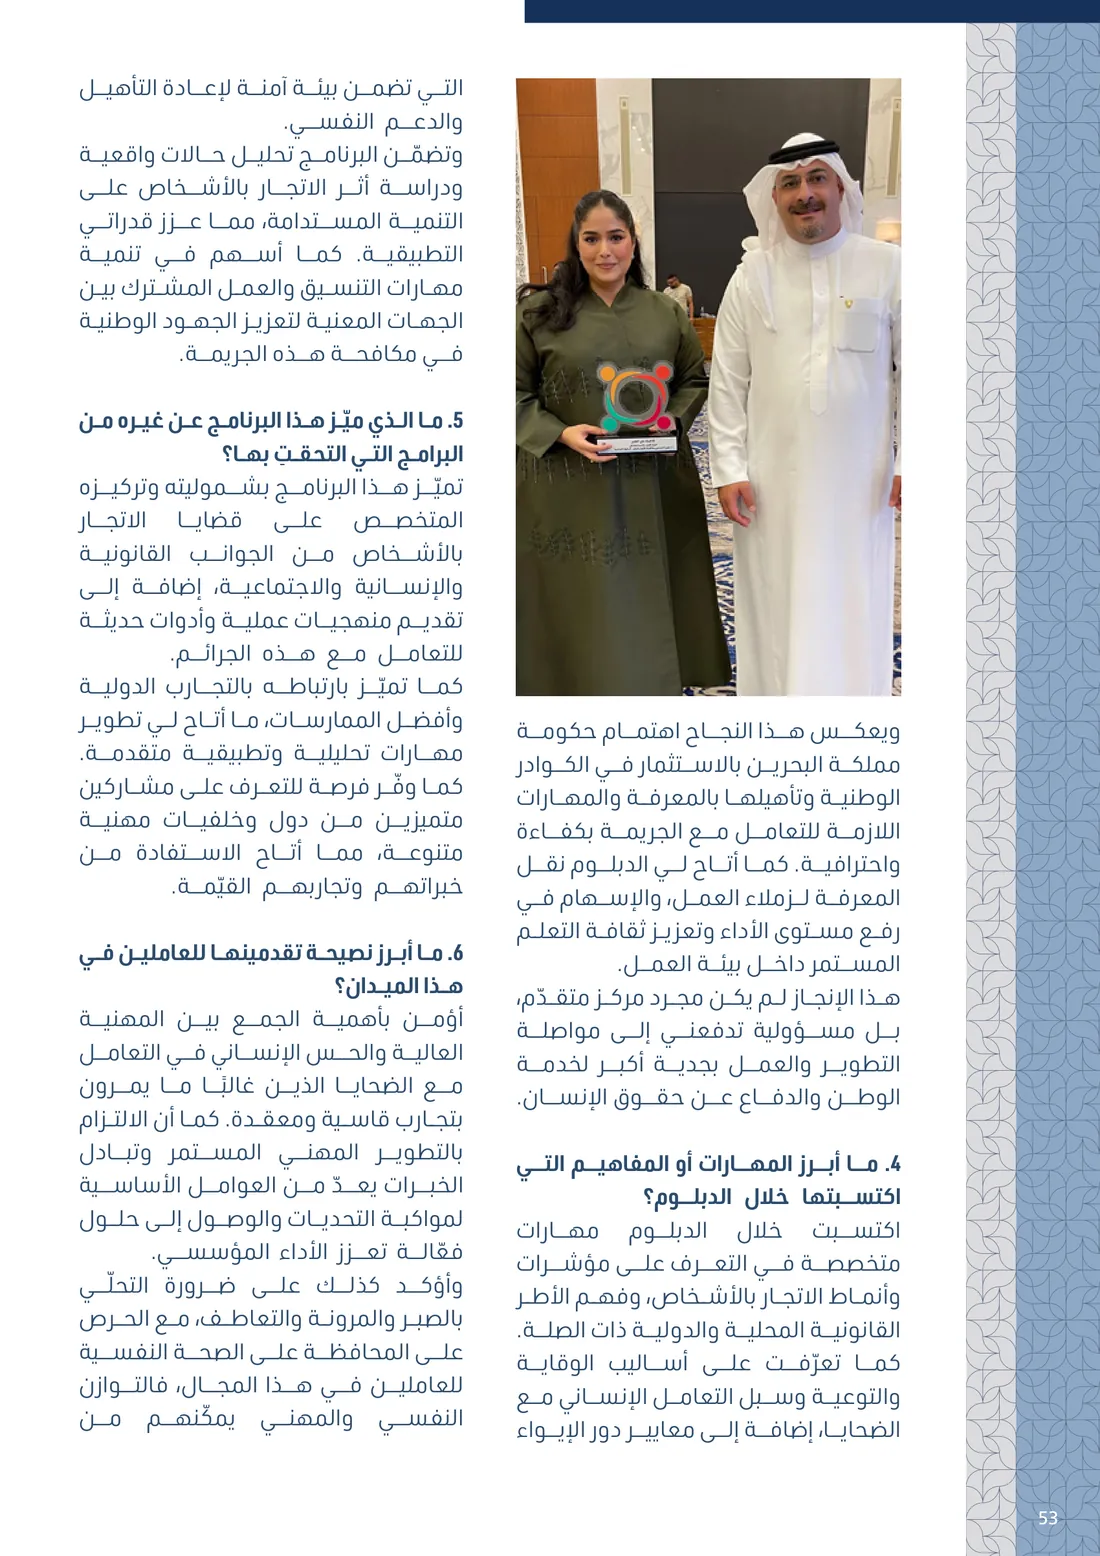 ويعكس هذا النجاح اهتمام حكومة
مملكة البحرين بالاستثمار في الكوادر
الوطنية وتأهيلها بالمعرفة والمهارات
اللازمة للتعامل مع الجريمة بكفاءة
واحترافية. كما أتاح لي الدبلوم نقل
المعرفة لزملاء العمل، والإسهام في
رفع مستوى الأداء وتعزيز ثقافة التعلم
المستمر داخل بيئة العمل.
هذا الإنجاز لم يكن مجرد مركز متقدّم،
بل مسؤولية تدفعني إلى مواصلة
التطوير والعمل بجدية أكبر لخدمة
الوطن والدفاع عن حقوق الإنسان.
4. ما أبرز المهارات أو المفاهيم التي
اكتسبتها خلال الدبلوم؟
اكتسبت خلال الدبلوم مهارات
متخصصة في التعرف على مؤشرات
وأنماط الاتجار بالأشخاص، وفهم الأطر
القانونية المحلية والدولية ذات الصلة.
كما تعرّفت على أساليب الوقاية
والتوعية وسبل التعامل الإنساني مع
الضحايا، إضافة إلى معايير دور الإيواء
التي تضمن بيئة آمنة لإعادة التأهيل
والدعم النفسي.
وتضمّن البرنامج تحليل حالات واقعية
ودراسة أثر الاتجار بالأشخاص على
التنمية المستدامة، مما عزز قدراتي
التطبيقية. كما أسهم في تنمية
مهارات التنسيق والعمل المشترك بين
الجهات المعنية لتعزيز الجهود الوطنية
في مكافحة هذه الجريمة.
5. ما الذي ميّز هذا البرنامج عن غيره من
البرامج التي التحقتِ بها؟
تميّز هذا البرنامج بشموليته وتركيزه
المتخصص على قضايا الاتجار
بالأشخاص من الجوانب القانونية
والإنسانية والاجتماعية، إضافة إلى
تقديم منهجيات عملية وأدوات حديثة
للتعامل مع هذه الجرائم.
كما تميّز بارتباطه بالتجارب الدولية
وأفضل الممارسات، ما أتاح لي تطوير
مهارات تحليلية وتطبيقية متقدمة.
كما وفّر فرصة للتعرف على مشاركين
متميزين من دول وخلفيات مهنية
متنوعة، مما أتاح الاستفادة من
خبراتهم وتجاربهم القيّمة.
6. ما أبرز نصيحة تقدمينها للعاملين في
هذا الميدان؟
أؤمن بأهمية الجمع بين المهنية
العالية والحس الإنساني في التعامل
مع الضحايا الذين غالبًا ما يمرون
بتجارب قاسية ومعقدة. كما أن الالتزام
بالتطوير المهني المستمر وتبادل
الخبرات يعدّ من العوامل الأساسية
لمواكبة التحديات والوصول إلى حلول
فعّالة تعزز الأداء المؤسسي.
وأؤكد كذلك على ضرورة التحلّي
بالصبر والمرونة والتعاطف، مع الحرص
على المحافظة على الصحة النفسية
للعاملين في هذا المجال، فالتوازن
النفسي والمهني يمكّنهم من
53